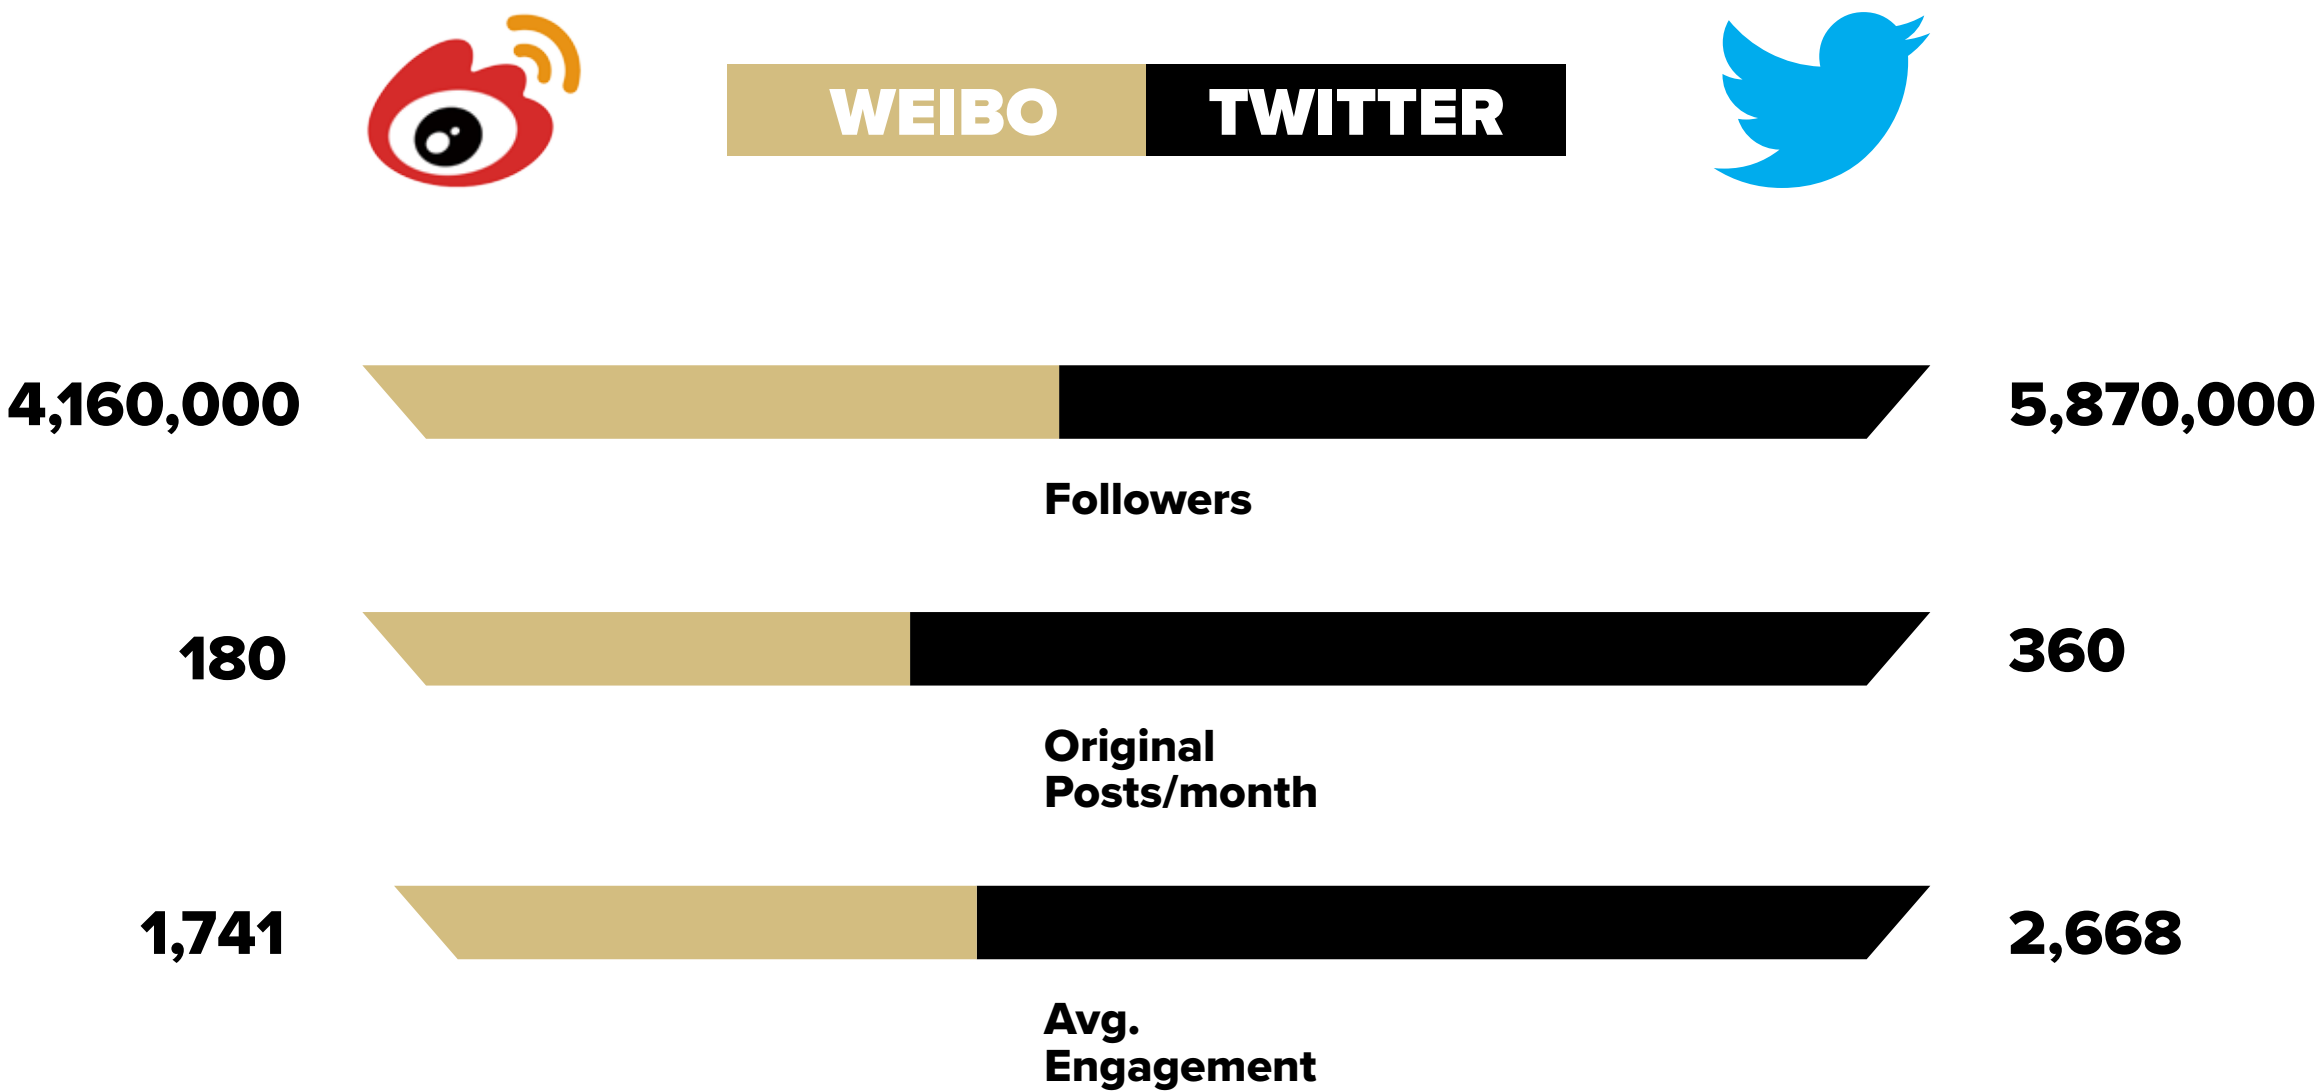 WEIBO TWITTER
4,160,000 5,870,000
Followers
180 360
Original
Posts/month
1,741 2,668
Avg.
Engagement